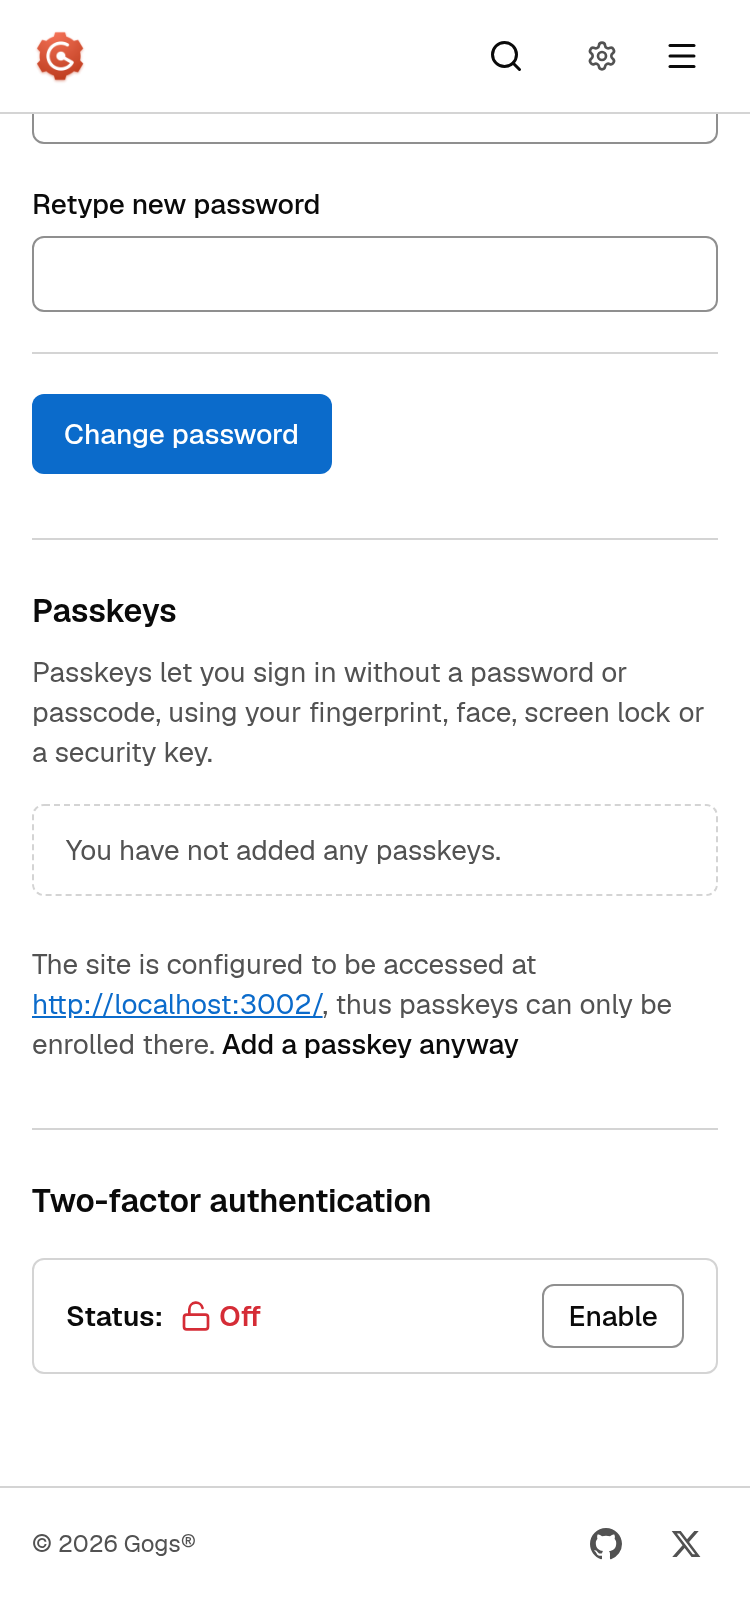 Retype new password
Change password
Passkeys
Passkeys let you sign in without a password or
passcode, using your fingerprint, face, screen lock or
a security key.
You have not added any passkeys.
The site is configured to be accessed at
http://localhost:3002/, thus passkeys can only be
enrolled there. Add a passkey anyway
Two-factor authentication
Status: Off
Enable
© 2026 Gogs®